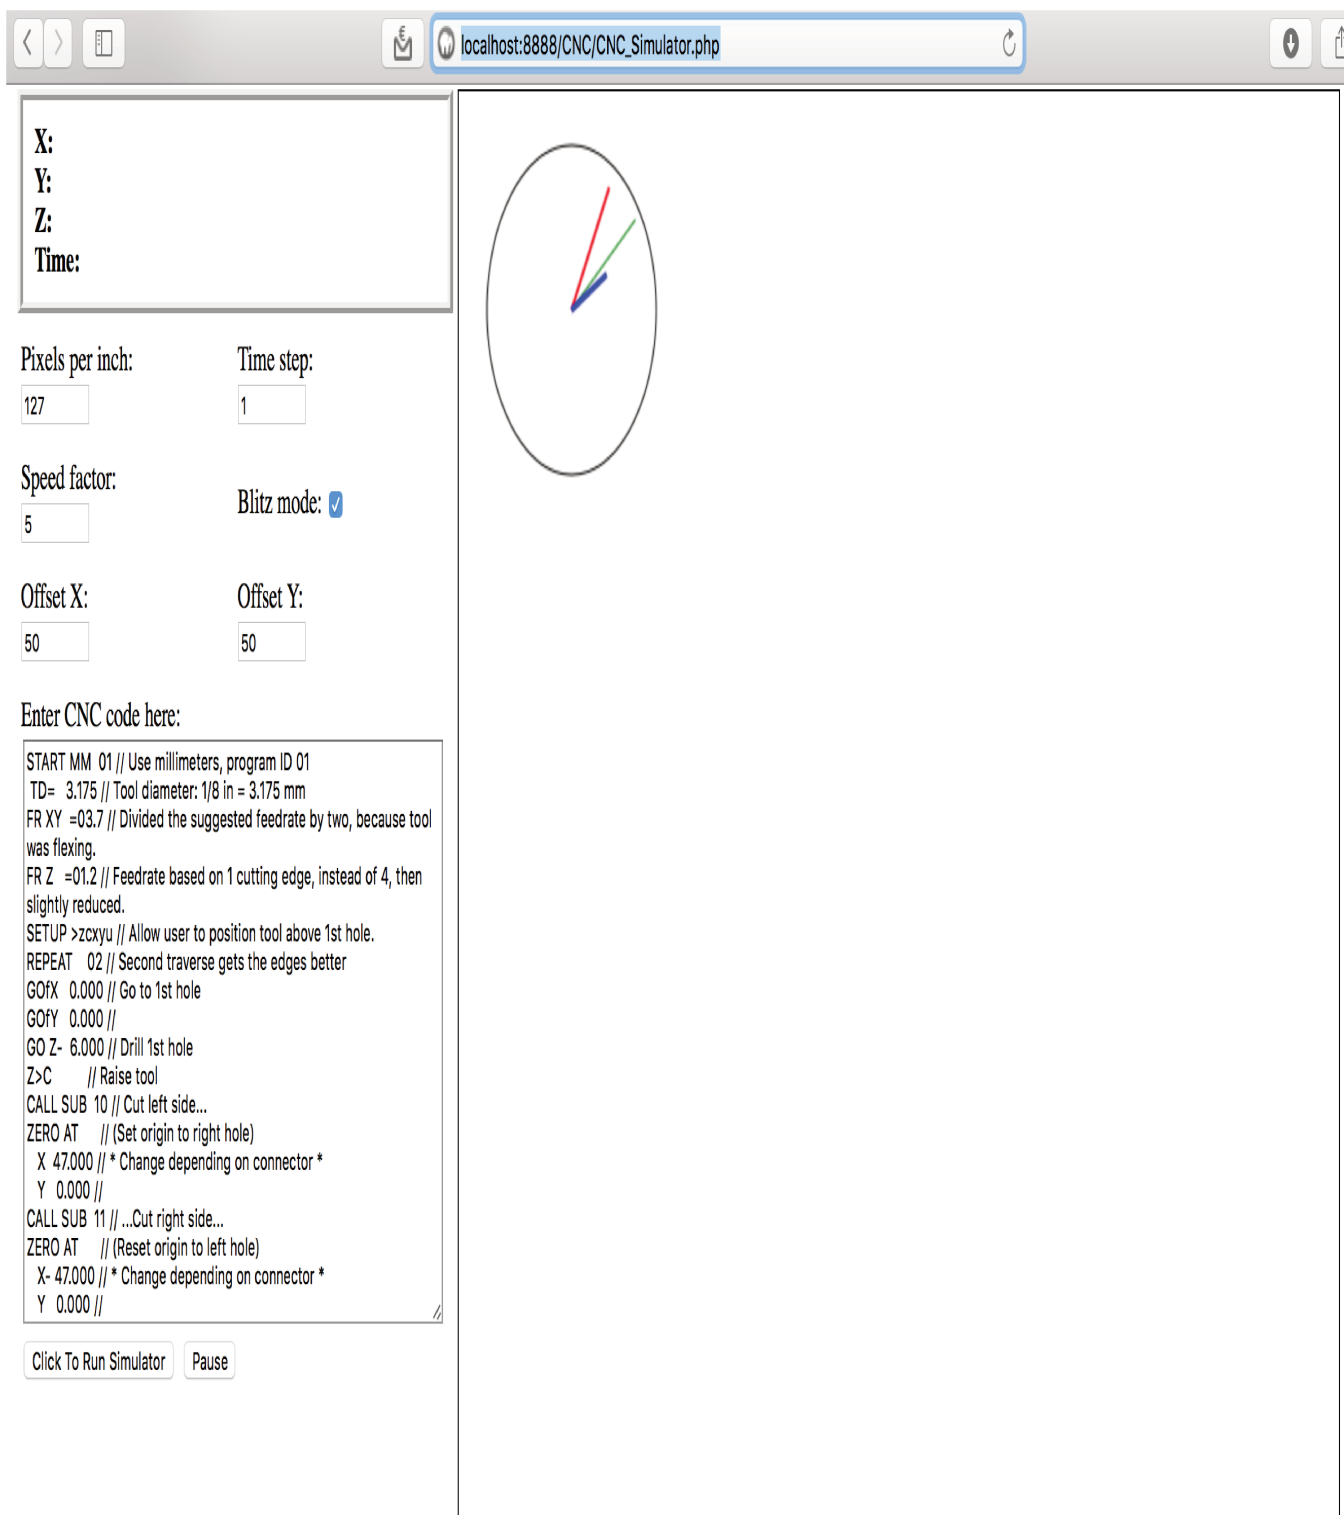 localhost:8888/CNC/CNC_Simulator.php
X:
Y:
Z:
Time:
Pixels per inch:
Time step:
127
1
Speed factor:
Blitz mode:
5
Offset X:
Offset Y:
50
50
Enter CNC code here:
START MM  01 // Use millimeters, program ID 01
TD=   3.175 // Tool diameter: 1/8 in = 3.175 mm
FR XY  =03.7 // Divided the suggested feedrate by two, because tool
was flexing.
FR Z   =01.2 // Feedrate based on 1 cutting edge, instead of 4, then
slightly reduced.
SETUP >zcxyu // Allow user to position tool above 1st hole.
REPEAT    02 // Second traverse gets the edges better
GOfX   0.000 // Go to 1st hole
GOfY   0.000 //
GO Z-  6.000 // Drill 1st hole
Z>C          // Raise tool
CALL SUB  10 // Cut left side...
ZERO AT      // (Set origin to right hole)
X  47.000 // * Change depending on connector *
Y   0.000 //
CALL SUB  11 // ...Cut right side...
ZERO AT      // (Reset origin to left hole)
X- 47.000 // * Change depending on connector *
Y   0.000 //
Click To Run Simulator
Pause